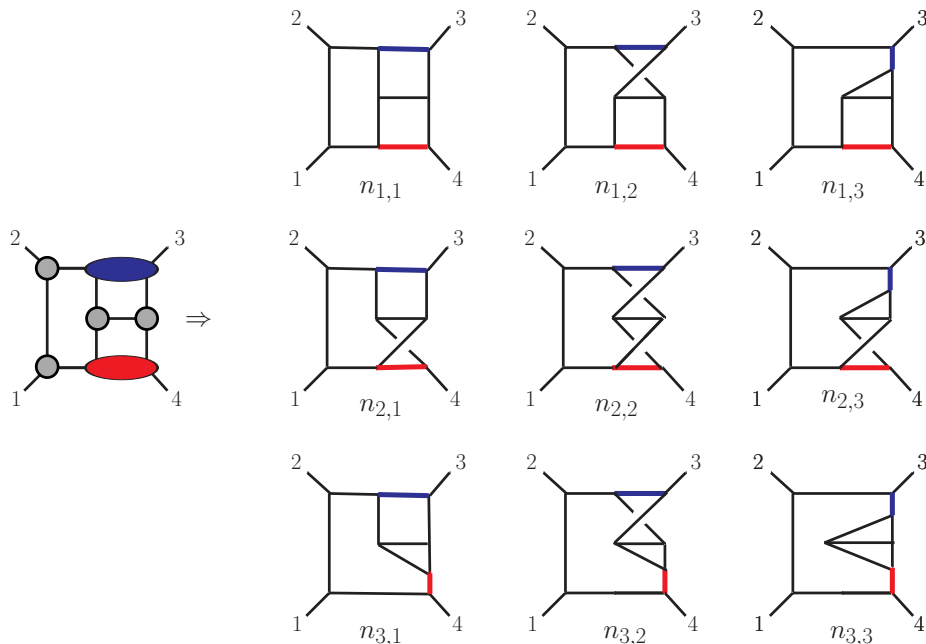 2 3 2 3 2 3
1 4 1 4 1 4
n1,1 n1,2 n1,3
2 3 2 3 2 3 2 3
⇒
1 4 1 4 1 4 1 4
n2,1 n2,2 n2,3
2 3 2 3 2 3
1 4 1 4 1 4
n3,1 n3,2 n3,3